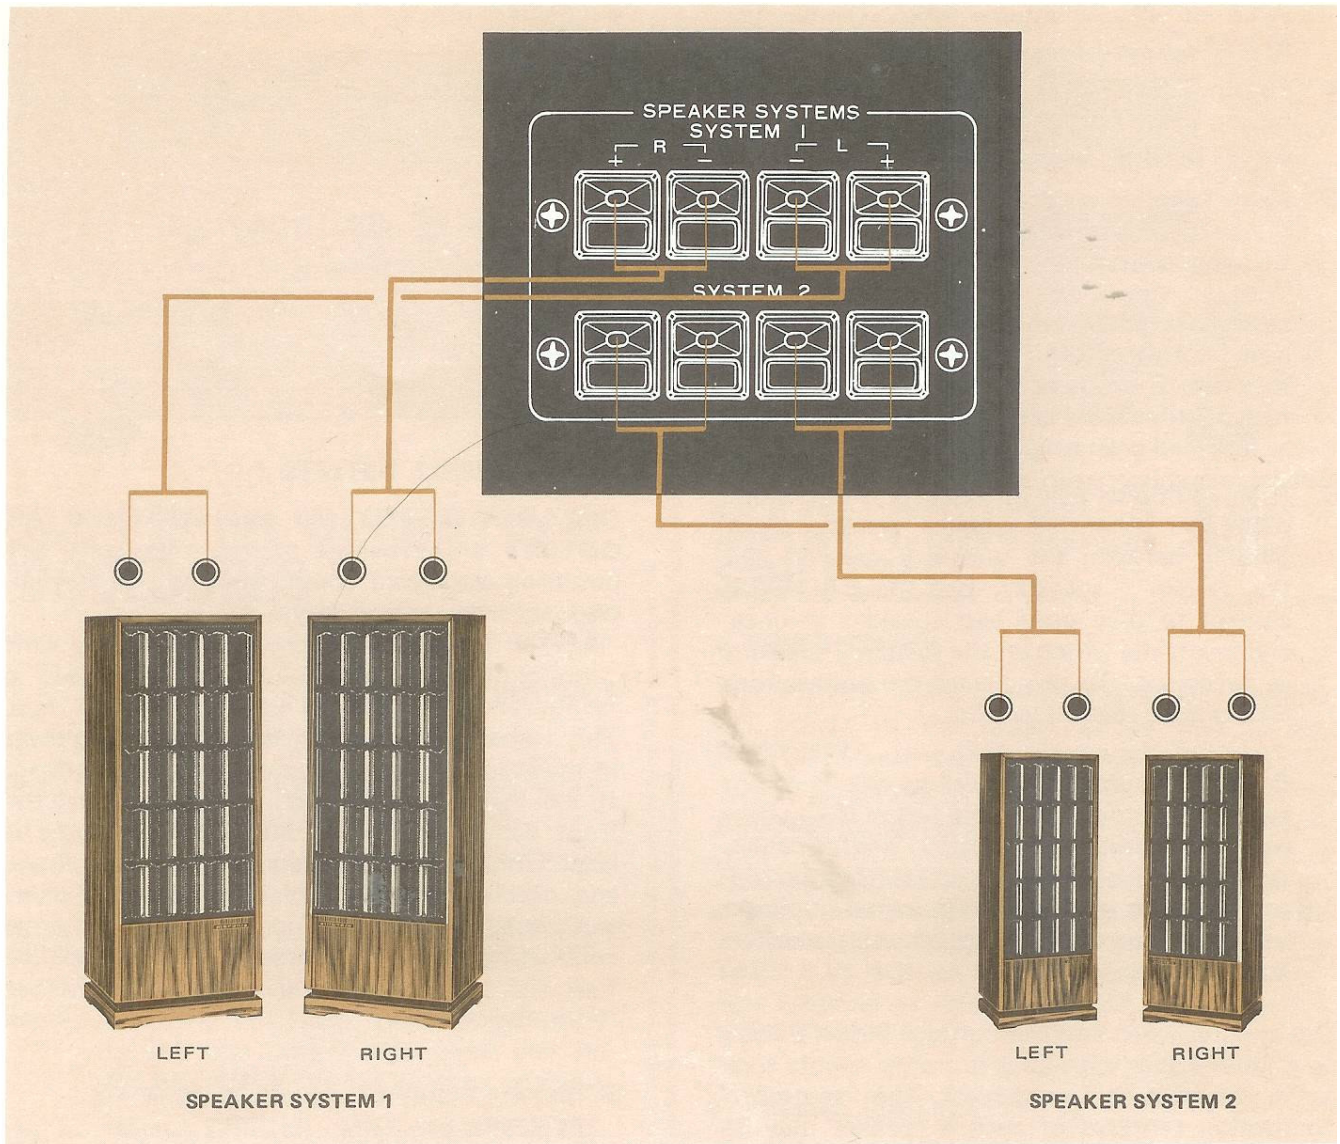 SPEAKER SYSTEMS
SYSTEM 1
R L
+ − − +
SYSTEM 2
LEFT RIGHT
SPEAKER SYSTEM 1
LEFT RIGHT
SPEAKER SYSTEM 2